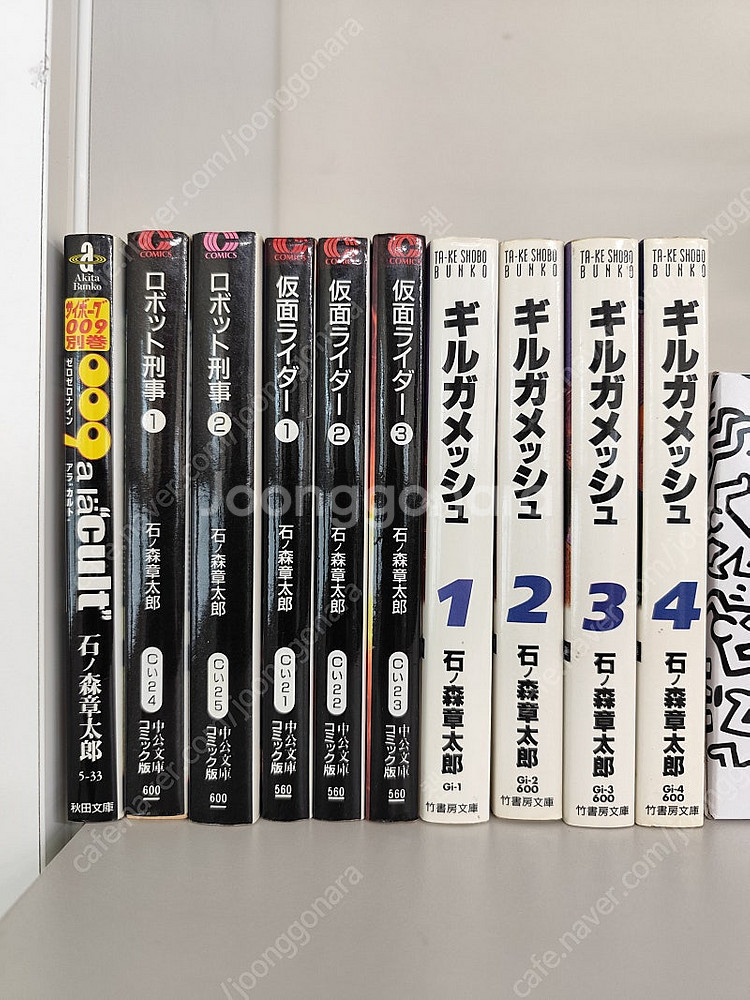 Akita
Bunko
サイボーグ
009
別巻
ゼロゼロナイン
009
ア・ラ・カルト
a là "cult"
石ノ森章太郎
5-33
秋田文庫
COMICS
ロボット刑事
1
石ノ森章太郎
Cい24
中公文庫
コミック版
600
COMICS
ロボット刑事
2
石ノ森章太郎
Cい25
中公文庫
コミック版
600
COMICS
仮面ライダー
1
石ノ森章太郎
Cい21
中公文庫
コミック版
560
COMICS
仮面ライダー
2
石ノ森章太郎
Cい22
中公文庫
コミック版
560
COMICS
仮面ライダー
3
石ノ森章太郎
Cい23
中公文庫
コミック版
560
TA-KE SHOBO
BUNKO
ギルガメッシュ
1
石ノ森章太郎
Gi-1
竹書房文庫
TA-KE SHOBO
BUNKO
ギルガメッシュ
2
石ノ森章太郎
Gi-2
600
竹書房文庫
TA-KE SHOBO
BUNKO
ギルガメッシュ
3
石ノ森章太郎
Gi-3
600
竹書房文庫
TA-KE SHOBO
BUNKO
ギルガメッシュ
4
石ノ森章太郎
Gi-4
600
竹書房文庫
Joonggonara
cafe.naver.com/joonggonara